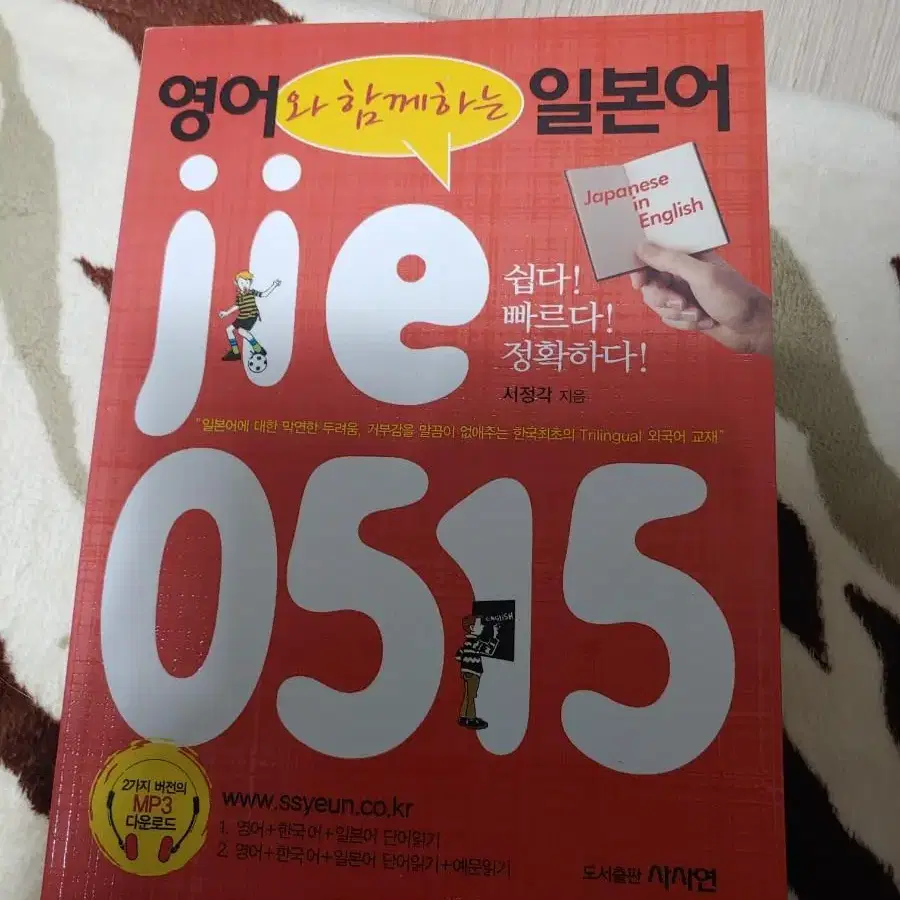 영어와 함께하는 일본어
jie
Japanese
in
English
쉽다!
빠르다!
정확하다!
서정각 지음
"일본어에 대한 막연한 두려움, 거부감을 말끔이 없애주는 한국최초의 Trilingual 외국어 교재"
0515
ENGLISH
2가지 버전의
MP3
다운로드
www.ssyeun.co.kr
1. 영어+한국어+일본어 단어읽기
2. 영어+한국어+일본어 단어읽기+예문읽기
도서출판 사사연